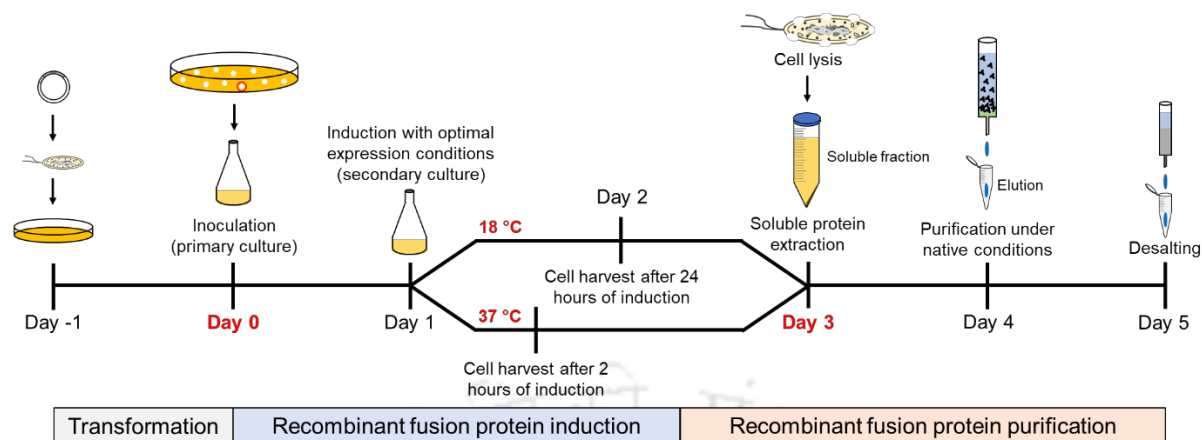 Cell lysis
Induction with optimal
expression conditions
(secondary culture)
Soluble fraction
Elution
Inoculation
(primary culture)
Day 2
18 °C
Soluble protein
extraction
Purification under
native conditions
Desalting
Cell harvest after 24
hours of induction
Day -1
Day 0
Day 1
37 °C
Day 3
Day 4
Day 5
Cell harvest after 2
hours of induction
Transformation
Recombinant fusion protein induction
Recombinant fusion protein purification